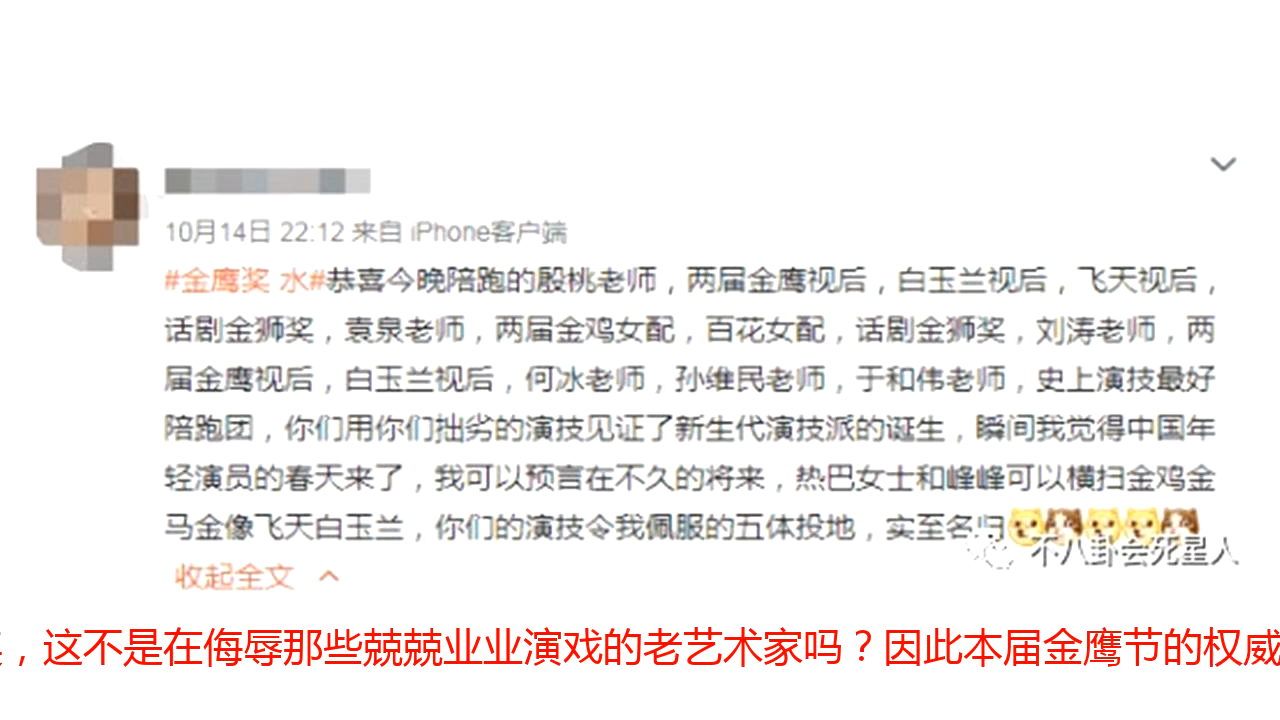 10月14日 22:12 来自 iPhone客户端
#金鹰奖 水#恭喜今晚陪跑的殷桃老师，两届金鹰视后，白玉兰视后，飞天视后，
话剧金狮奖，袁泉老师，两届金鸡女配，百花女配，话剧金狮奖，刘涛老师，两
届金鹰视后，白玉兰视后，何冰老师，孙维民老师，于和伟老师，史上演技最好
陪跑团，你们用你们拙劣的演技见证了新生代演技派的诞生，瞬间我觉得中国年
轻演员的春天来了，我可以预言在不久的将来，热巴女士和峰峰可以横扫金鸡金
马金像飞天白玉兰，你们的演技令我佩服的五体投地，实至名归
不八卦会死星人
收起全文
，这不是在侮辱那些兢兢业业演戏的老艺术家吗？因此本届金鹰节的权威